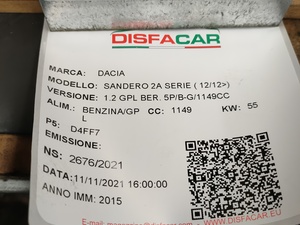 DISFACAR
MARCA: DACIA
MODELLO: SANDERO 2A SERIE ( 12/12>)
VERSIONE: 1.2 GPL BER. 5P/B-G/1149CC
ALIM.: BENZINA/GP CC: 1149 KW: 55
L
P5: D4FF7
EMISSIONE:
NS: 2676/2021
DATA:11/11/2021 16:00:00
ANNO IMM: 2015
WWW.DISFACAR.EU